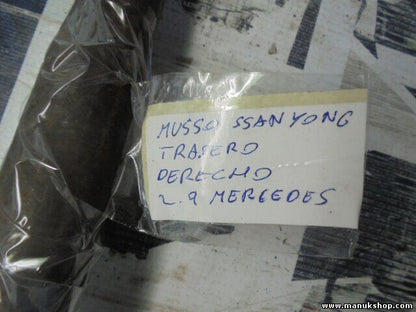 MUSSO SSANYONG
TRASERO
DERECHO
2.9 MERCEDES
www.manukshop.com